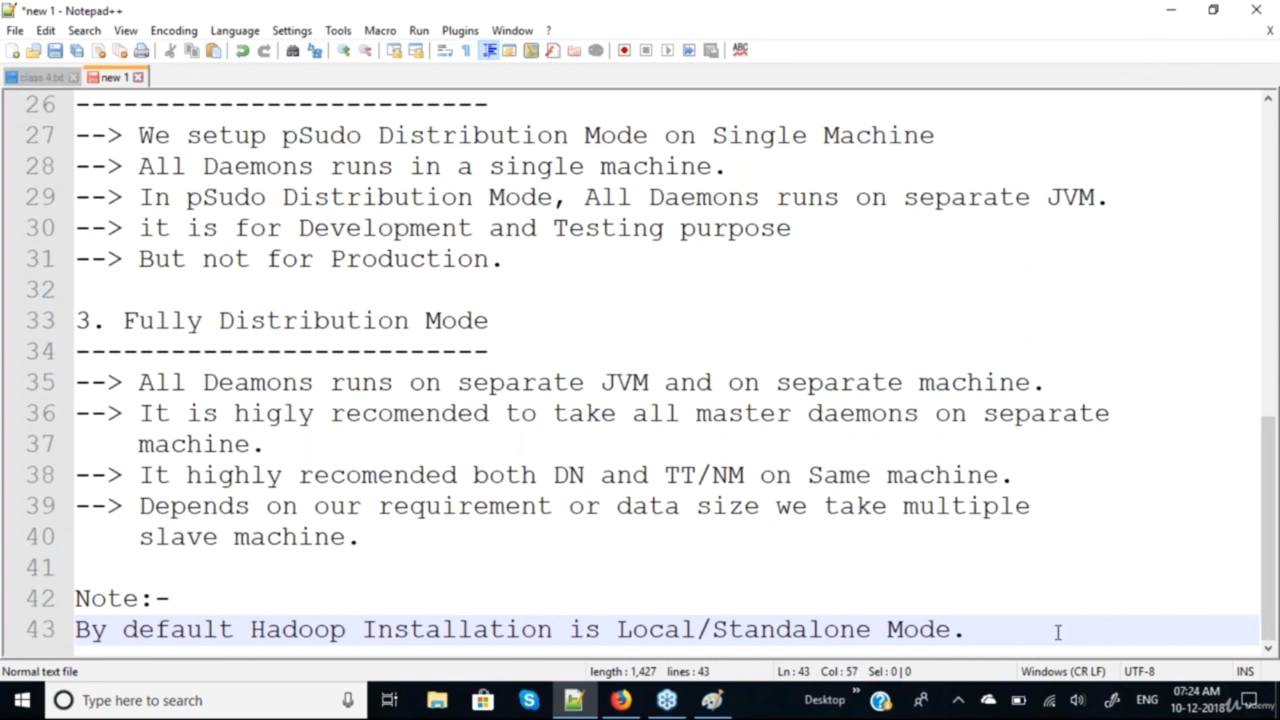 *new 1 - Notepad++
File Edit Search View Encoding Language Settings Tools Macro Run Plugins Window ? X
class 4.txt new 1
26 --------------------------
27 --> We setup pSudo Distribution Mode on Single Machine
28 --> All Daemons runs in a single machine.
29 --> In pSudo Distribution Mode, All Daemons runs on separate JVM.
30 --> it is for Development and Testing purpose
31 --> But not for Production.
32
33 3. Fully Distribution Mode
34 --------------------------
35 --> All Deamons runs on separate JVM and on separate machine.
36 --> It is higly recomended to take all master daemons on separate
37 machine.
38 --> It highly recomended both DN and TT/NM on Same machine.
39 --> Depends on our requirement or data size we take multiple
40 slave machine.
41
42 Note:-
43 By default Hadoop Installation is Local/Standalone Mode.
Normal text file length : 1,427 lines : 43 Ln : 43 Col : 57 Sel : 0 | 0 Windows (CR LF) UTF-8 INS
Type here to search Desktop ENG 07:24 AM
10-12-2018 Udemy